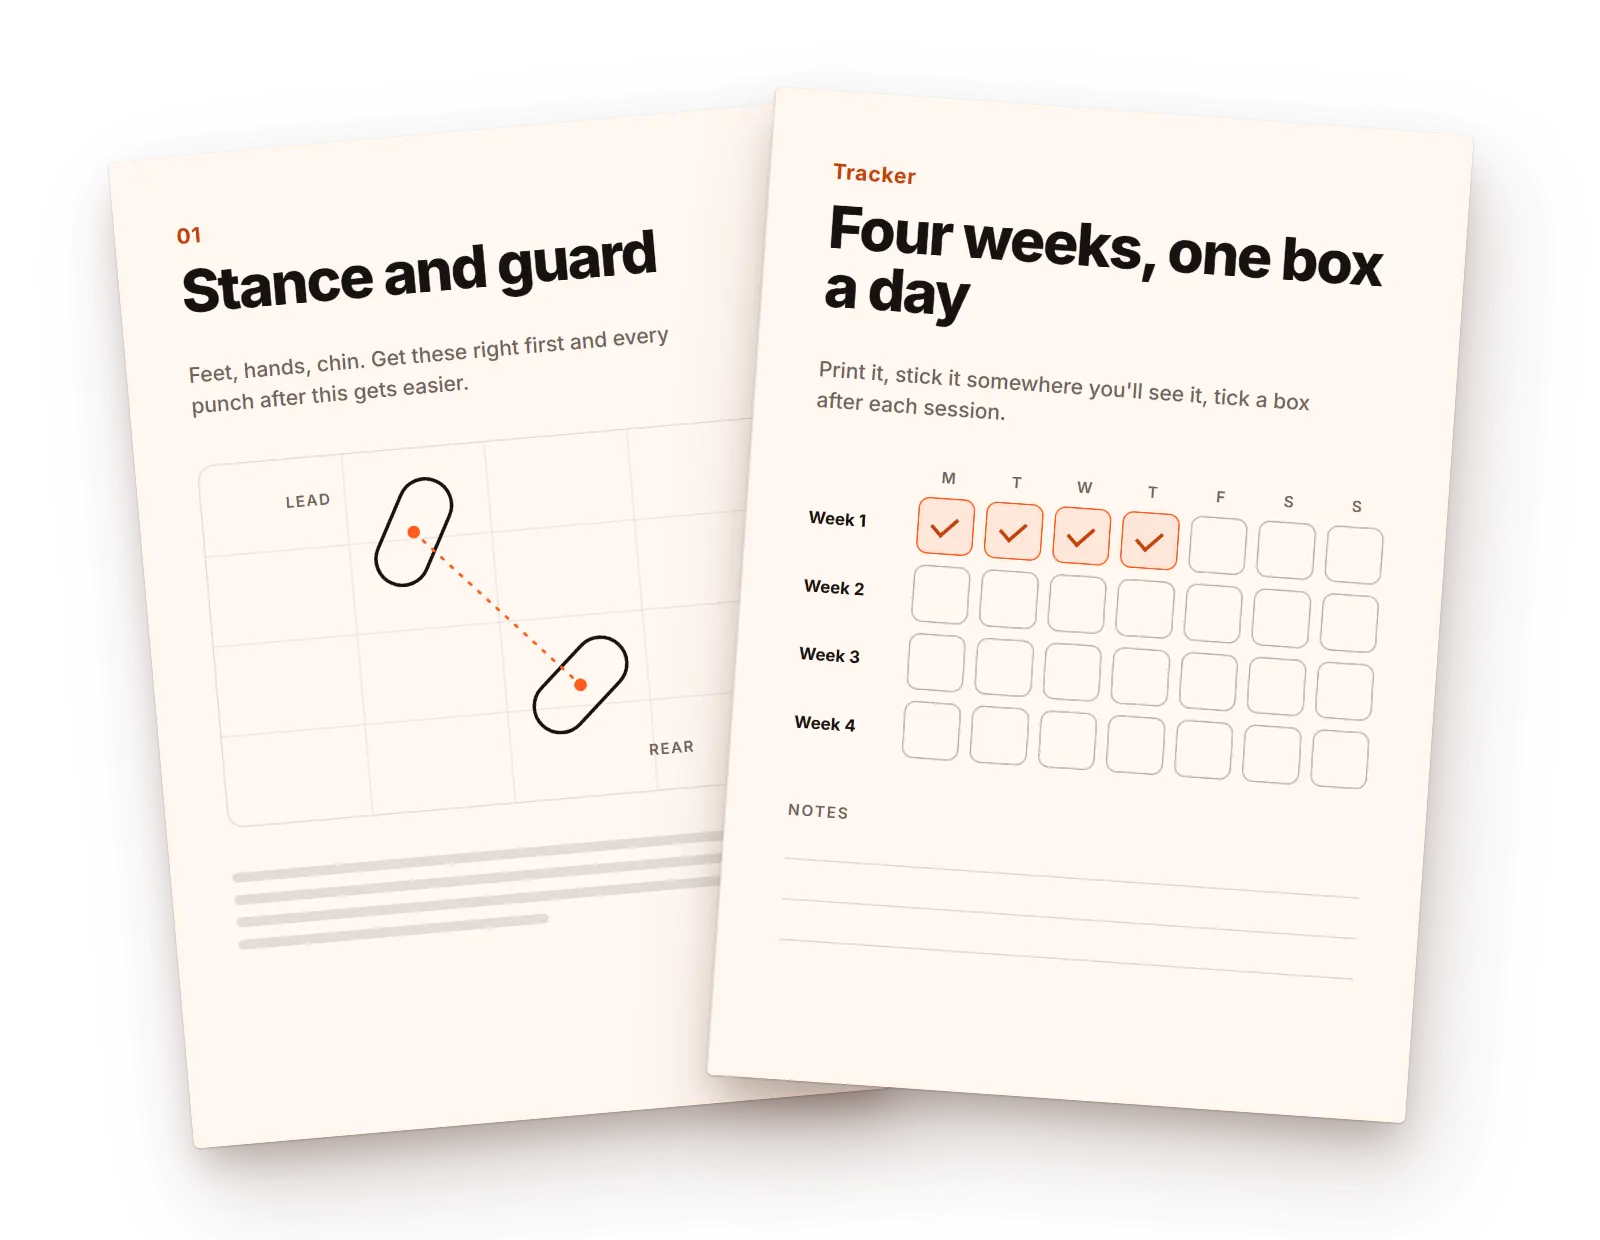 01
Stance and guard
Feet, hands, chin. Get these right first and every
punch after this gets easier.
LEAD
REAR
Tracker
Four weeks, one box
a day
Print it, stick it somewhere you'll see it, tick a box
after each session.
M T W T F S S
Week 1
Week 2
Week 3
Week 4
NOTES